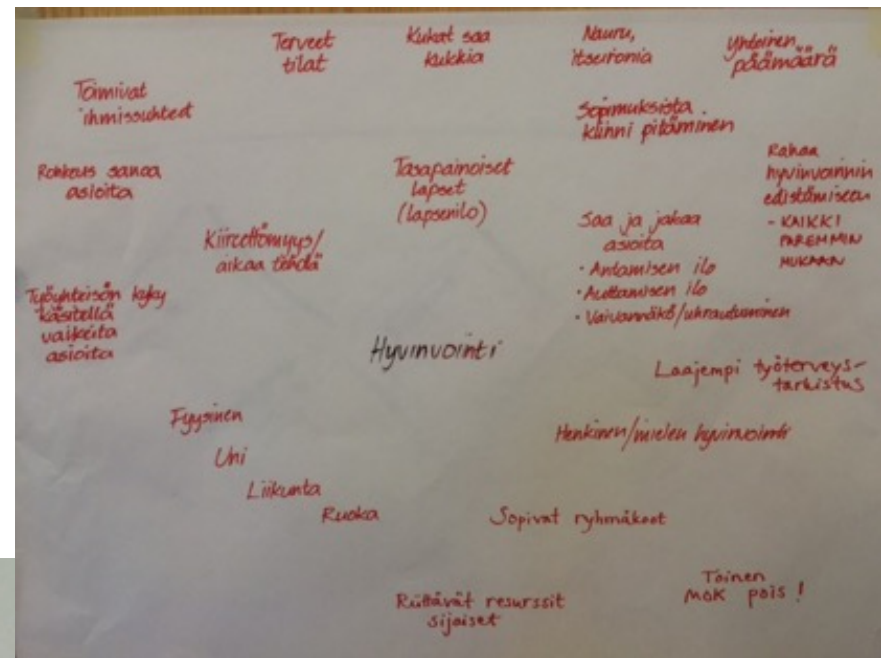 Terveet
tilat
Kukat saa
kukkia
Nauru,
itseironia
Yhteinen
päämäärä
Toimivat
ihmissuhteet
Sopimuksista
kiinni pitäminen
Rohkeus sanoa
asioita
Tasapainoiset
lapset
(lapsenilo)
Rahaa
hyvinvoinnin
edistämiseen
- KAIKKI
PAREMMIN
MUKAAN
Kiireettömyys/
aikaa tehdä
Saa ja jakaa
asioita
• Antamisen ilo
• Auttamisen ilo
• Vaivannäkö/uhrautuminen
Työyhteisön kyky
käsitellä
vaikeita
asioita
Hyvinvointi
Laajempi työterveys-
tarkistus
Fyysinen
Henkinen/mielen hyvinvointi
Uni
Liikunta
Ruoka
Sopivat ryhmäkoot
Riittävät resurssit
sijaiset
Toinen
MOK pois!